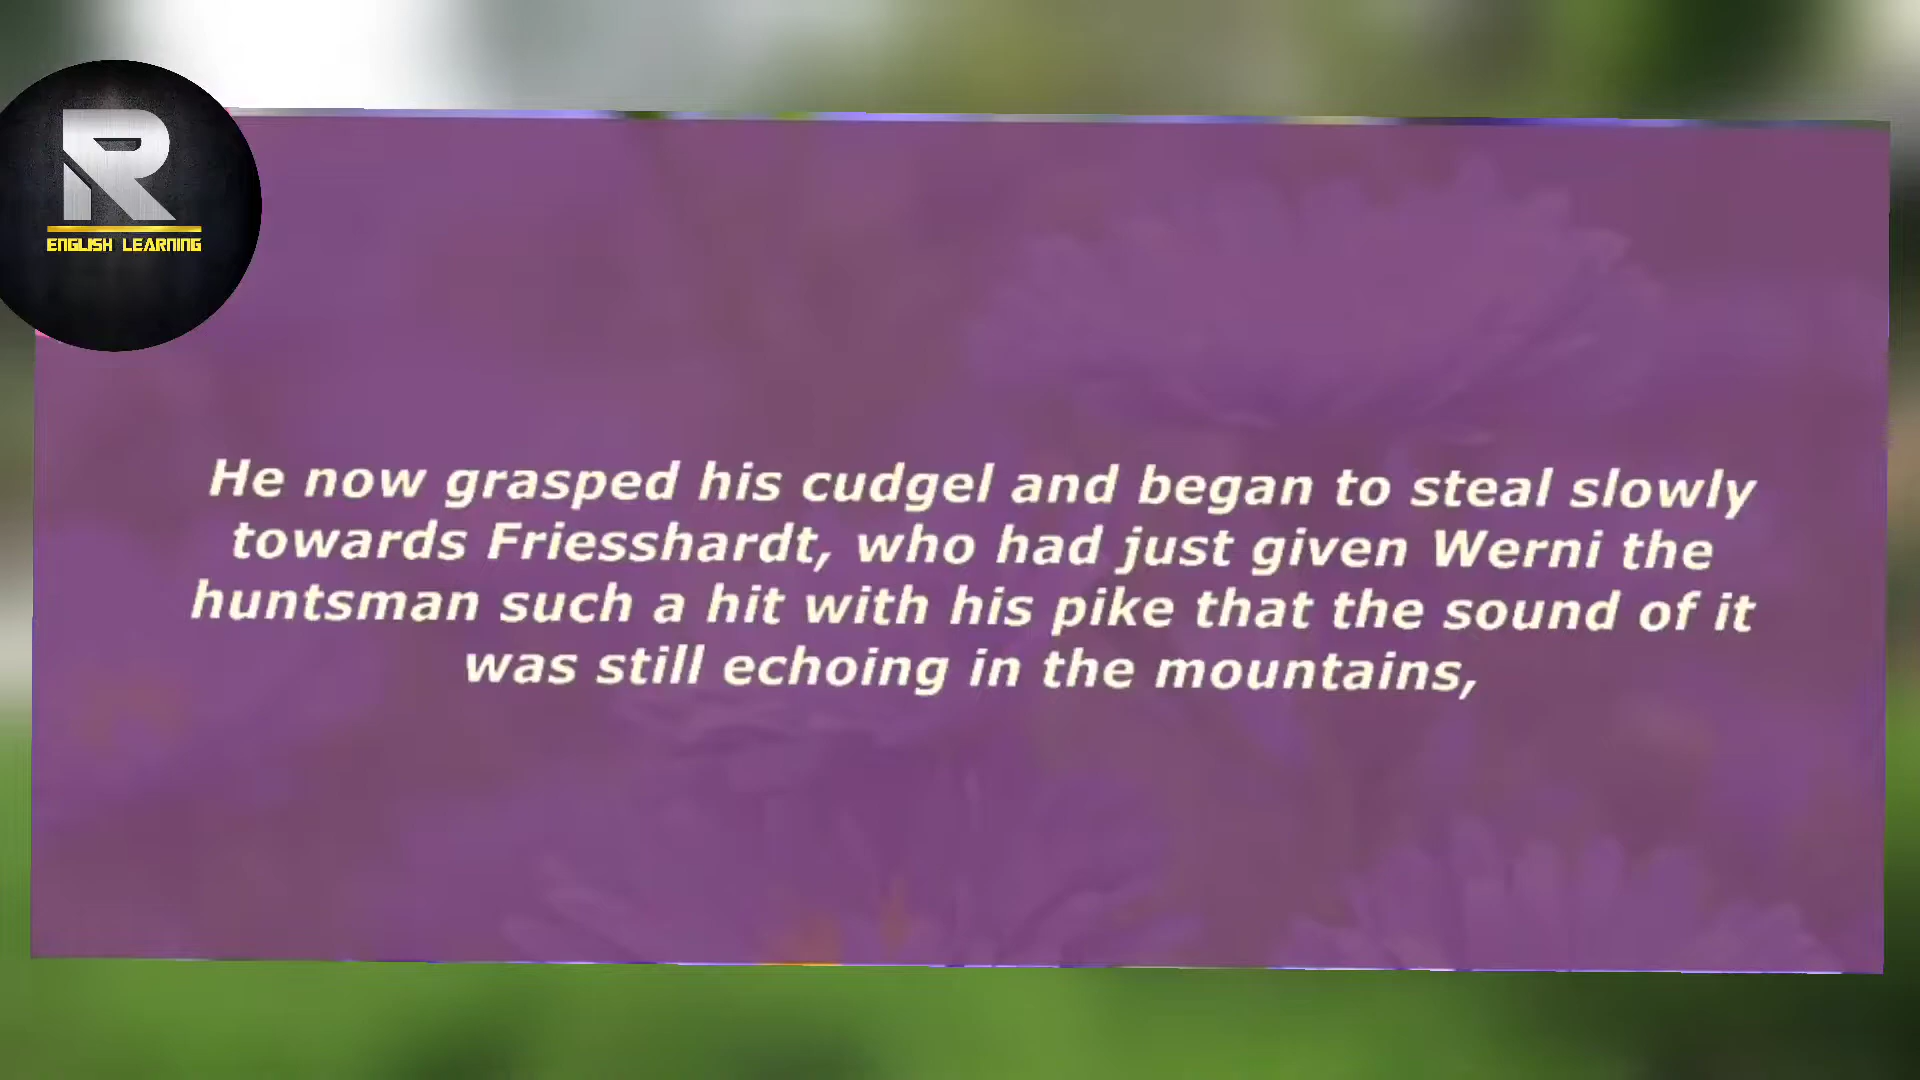 R
ENGLISH LEARNING
He now grasped his cudgel and began to steal slowly
towards Friesshardt, who had just given Werni the
huntsman such a hit with his pike that the sound of it
was still echoing in the mountains,